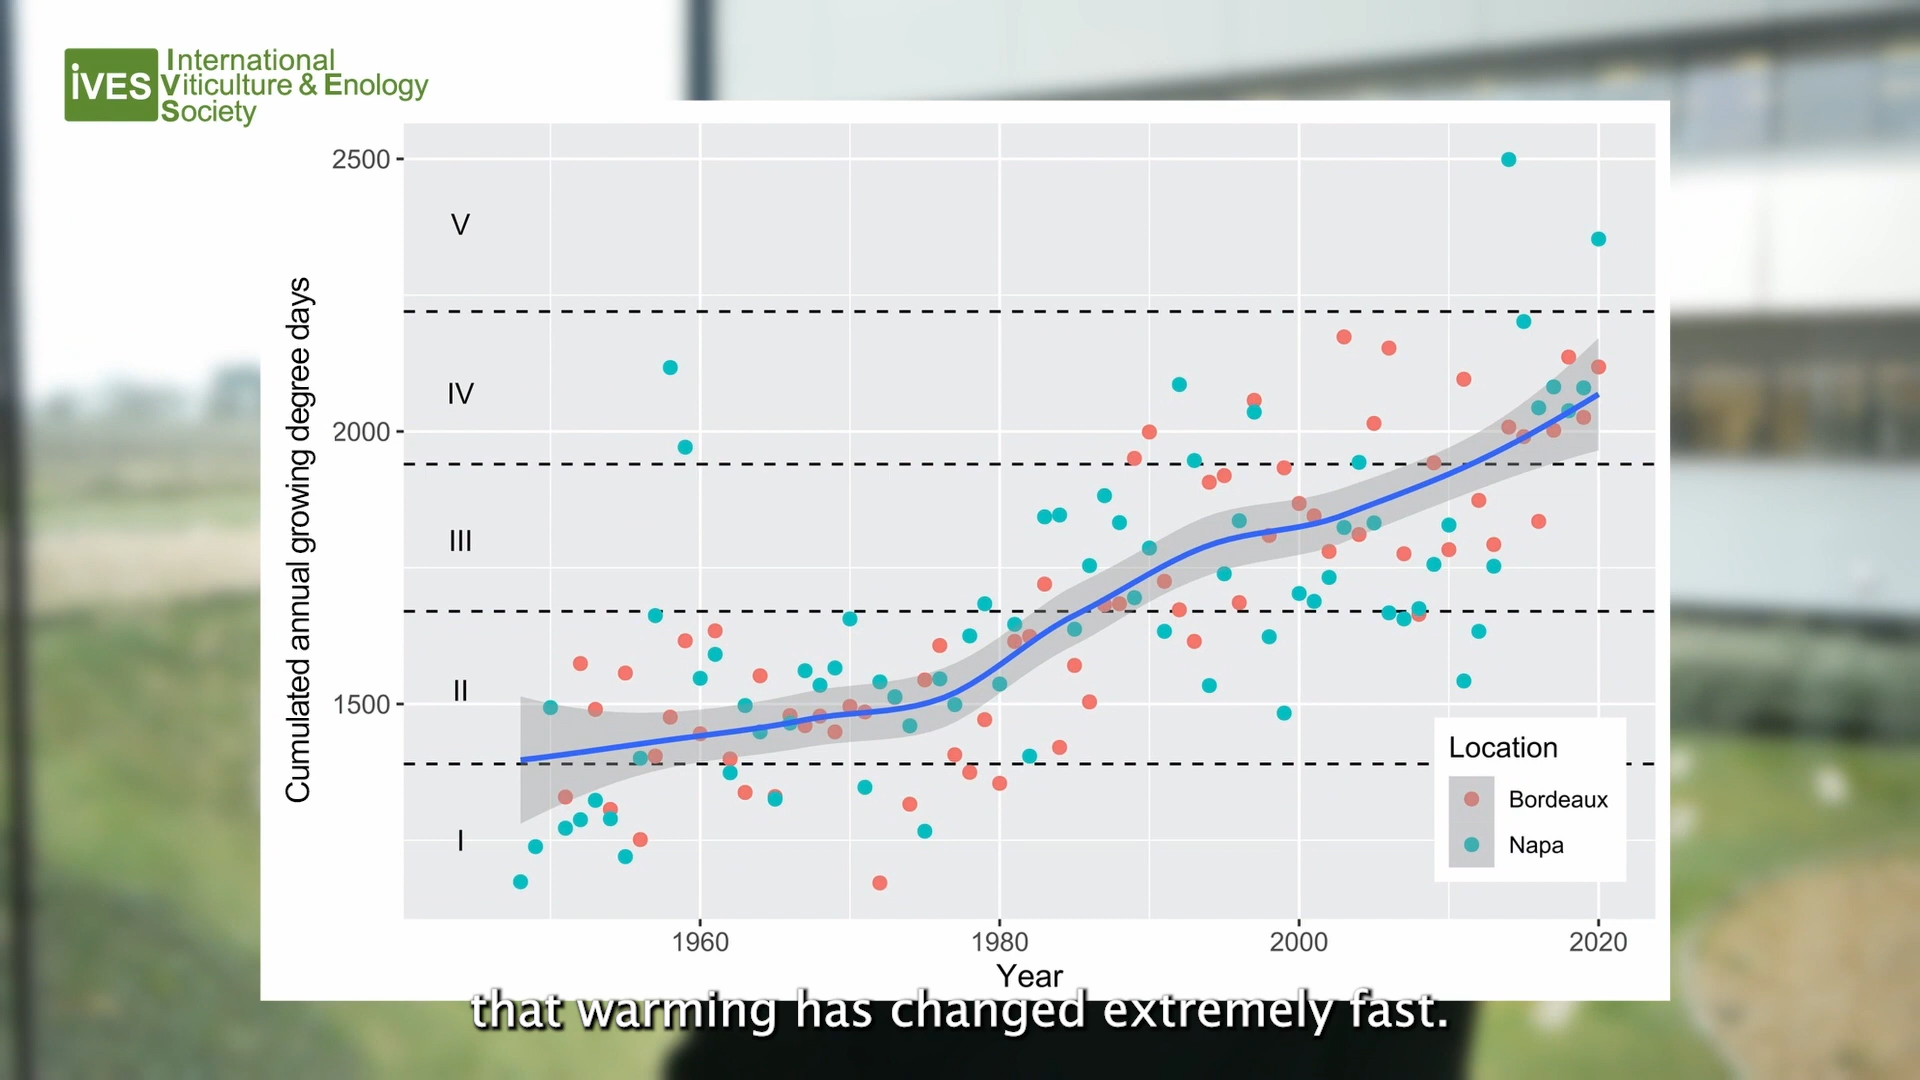 iVES
International
Viticulture & Enology
Society
2500
V
IV
2000
III
II
1500
I
Cumulated annual growing degree days
Location
Bordeaux
Napa
1960
1980
2000
2020
Year
that warming has changed extremely fast.